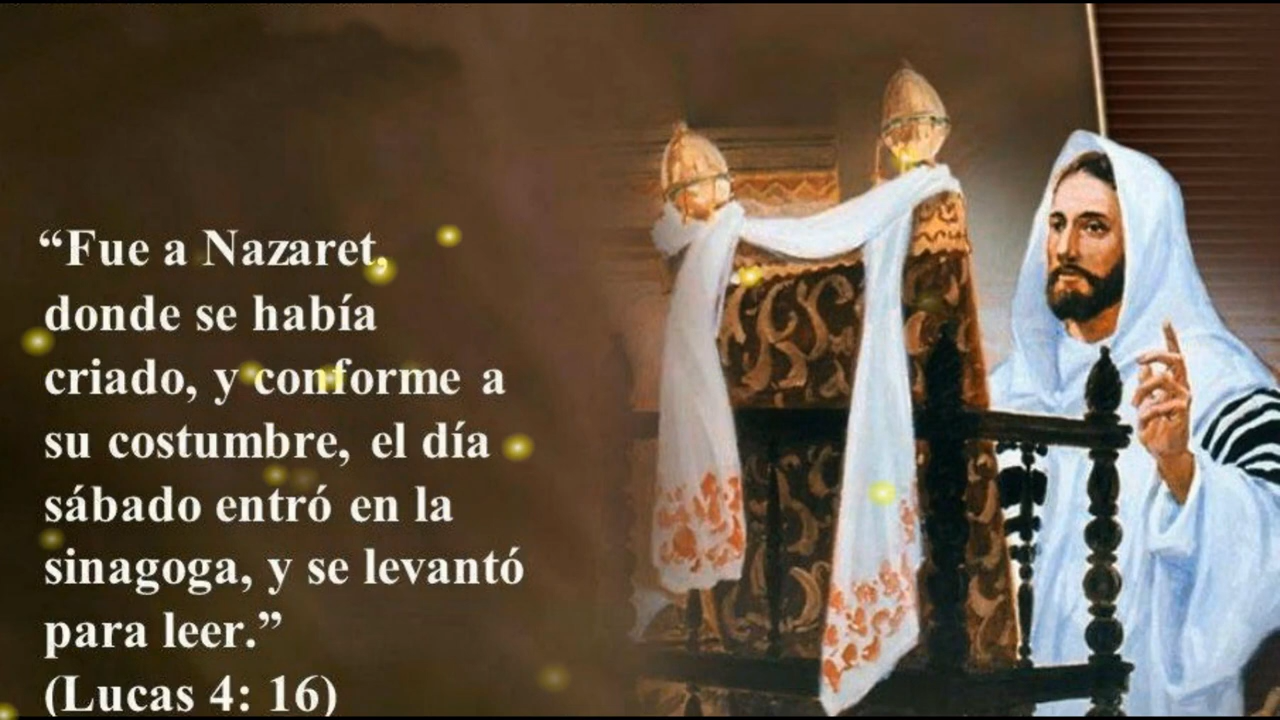 “Fue a Nazaret,
donde se había
criado, y conforme a
su costumbre, el día
sábado entró en la
sinagoga, y se levantó
para leer.”
(Lucas 4: 16)